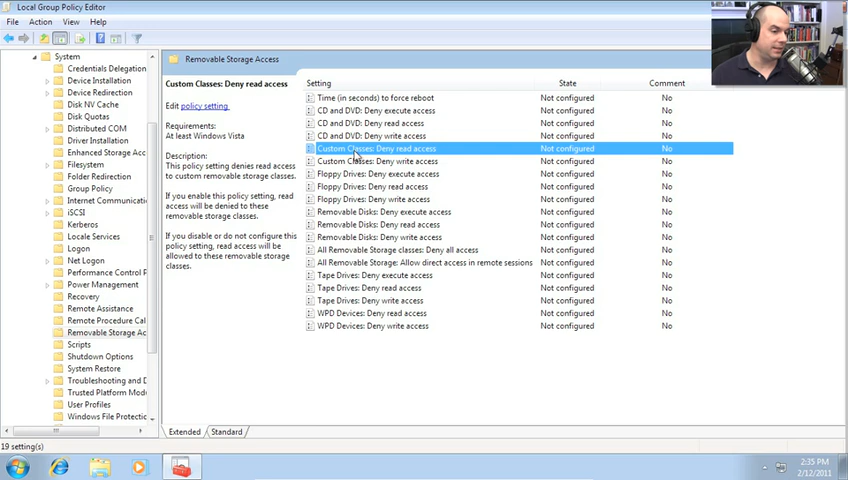 Local Group Policy Editor
File Action View Help
System
Credentials Delegation
Device Installation
Device Redirection
Disk NV Cache
Disk Quotas
Distributed COM
Driver Installation
Enhanced Storage Acc
Filesystem
Folder Redirection
Group Policy
Internet Communicatio
iSCSI
Kerberos
Locale Services
Logon
Net Logon
Performance Control P
Power Management
Recovery
Remote Assistance
Remote Procedure Cal
Removable Storage Ac
Scripts
Shutdown Options
System Restore
Troubleshooting and D
Trusted Platform Modu
User Profiles
Windows File Protectio
Removable Storage Access
Custom Classes: Deny read access
Edit policy setting
Requirements:
At least Windows Vista
Description:
This policy setting denies read access
to custom removable storage classes.
If you enable this policy setting, read
access will be denied to these
removable storage classes.
If you disable or do not configure this
policy setting, read access will be
allowed to these removable storage
classes.
Setting State Comment
Time (in seconds) to force reboot Not configured No
CD and DVD: Deny execute access Not configured No
CD and DVD: Deny read access Not configured No
CD and DVD: Deny write access Not configured No
Custom Classes: Deny read access Not configured No
Custom Classes: Deny write access Not configured No
Floppy Drives: Deny execute access Not configured No
Floppy Drives: Deny read access Not configured No
Floppy Drives: Deny write access Not configured No
Removable Disks: Deny execute access Not configured No
Removable Disks: Deny read access Not configured No
Removable Disks: Deny write access Not configured No
All Removable Storage classes: Deny all access Not configured No
All Removable Storage: Allow direct access in remote sessions Not configured No
Tape Drives: Deny execute access Not configured No
Tape Drives: Deny read access Not configured No
Tape Drives: Deny write access Not configured No
WPD Devices: Deny read access Not configured No
WPD Devices: Deny write access Not configured No
Extended Standard
19 setting(s)
2:35 PM
2/12/2011